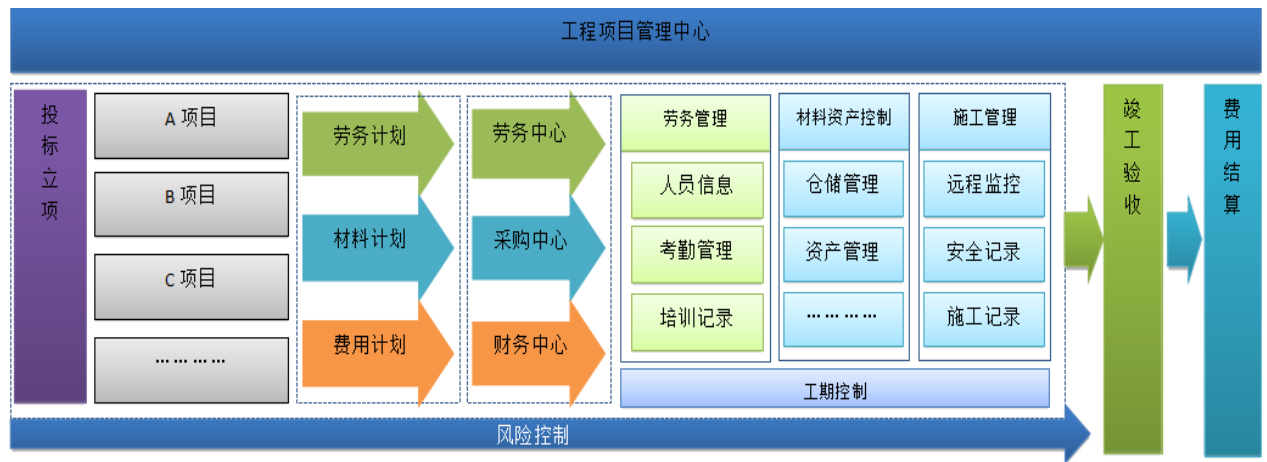 工程项目管理中心
投标立项
A 项目
B 项目
C 项目
… … … …
劳务计划
材料计划
费用计划
劳务中心
采购中心
财务中心
劳务管理
人员信息
考勤管理
培训记录
材料资产控制
仓储管理
资产管理
… … … …
施工管理
远程监控
安全记录
施工记录
工期控制
风险控制
竣工验收
费用结算